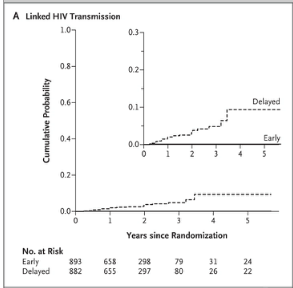 A Linked HIV Transmission
1.0
0.8
0.6
0.4
0.2
0.0
0 1 2 3 4 5
Cumulative Probability
Years since Randomization
0.3
0.2
0.1
0.0
0 1 2 3 4 5
Delayed
Early
No. at Risk
Early 893 658 298 79 31 24
Delayed 882 655 297 80 26 22